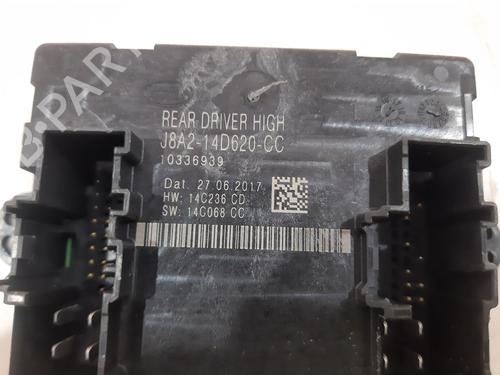 REAR DRIVER HIGH
J8A2-14D620-CC
10336939
Dat. 27.06.2017
HW: 14C236 CD
SW: 14C068 CC